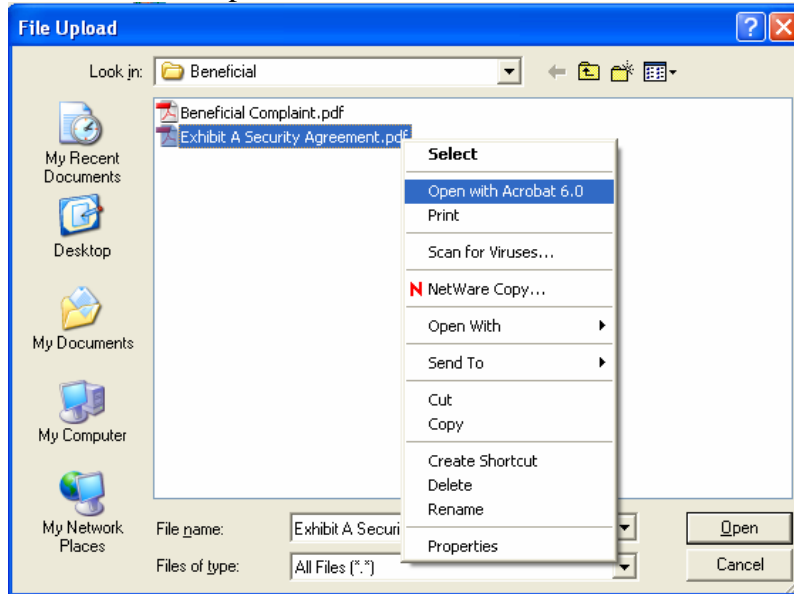 File Upload
Look in:
Beneficial
Beneficial Complaint.pdf
Exhibit A Security Agreement.pdf
My Recent
Documents
Desktop
My Documents
My Computer
My Network
Places
Select
Open with Acrobat 6.0
Print
Scan for Viruses...
N NetWare Copy...
Open With
Send To
Cut
Copy
Create Shortcut
Delete
Rename
Properties
File name:
Exhibit A Securi
Open
Files of type:
All Files (*.*)
Cancel